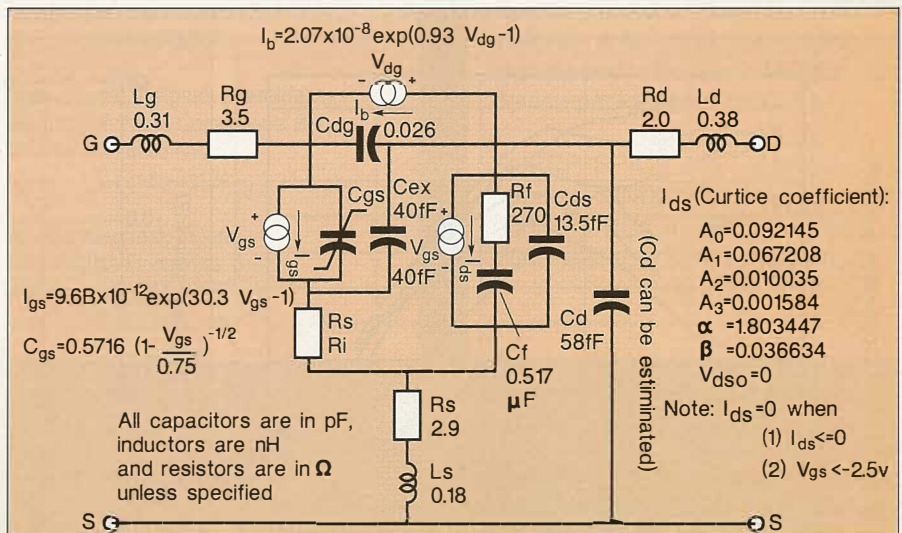 I_b=2.07x10^-8 exp(0.93 V_dg-1)
V_dg
- +
I_b
Lg
0.31
Rg
3.5
Cdg
0.026
Rd
2.0
Ld
0.38
G
D
Cgs
Cex
40fF
Rf
270
Cds
13.5fF
+
V_gs
-
I_gs
40fF
+
V_gs
-
I_ds
I_gs=9.6Bx10^-12 exp(30.3 V_gs-1)
C_gs=0.5716 (1-V_gs/0.75)^-1/2
Rs
Ri
Cf
0.517
µF
Cd
58fF
(Cd can be estiminated)
I_ds (Curtice coefficient):
A_0=0.092145
A_1=0.067208
A_2=0.010035
A_3=0.001584
α =1.803447
β =0.036634
V_dso=0
Note: I_ds=0 when
(1) I_ds<=0
(2) V_gs<-2.5v
All capacitors are in pF,
inductors are nH
and resistors are in Ω
unless specified
Rs
2.9
Ls
0.18
S
S